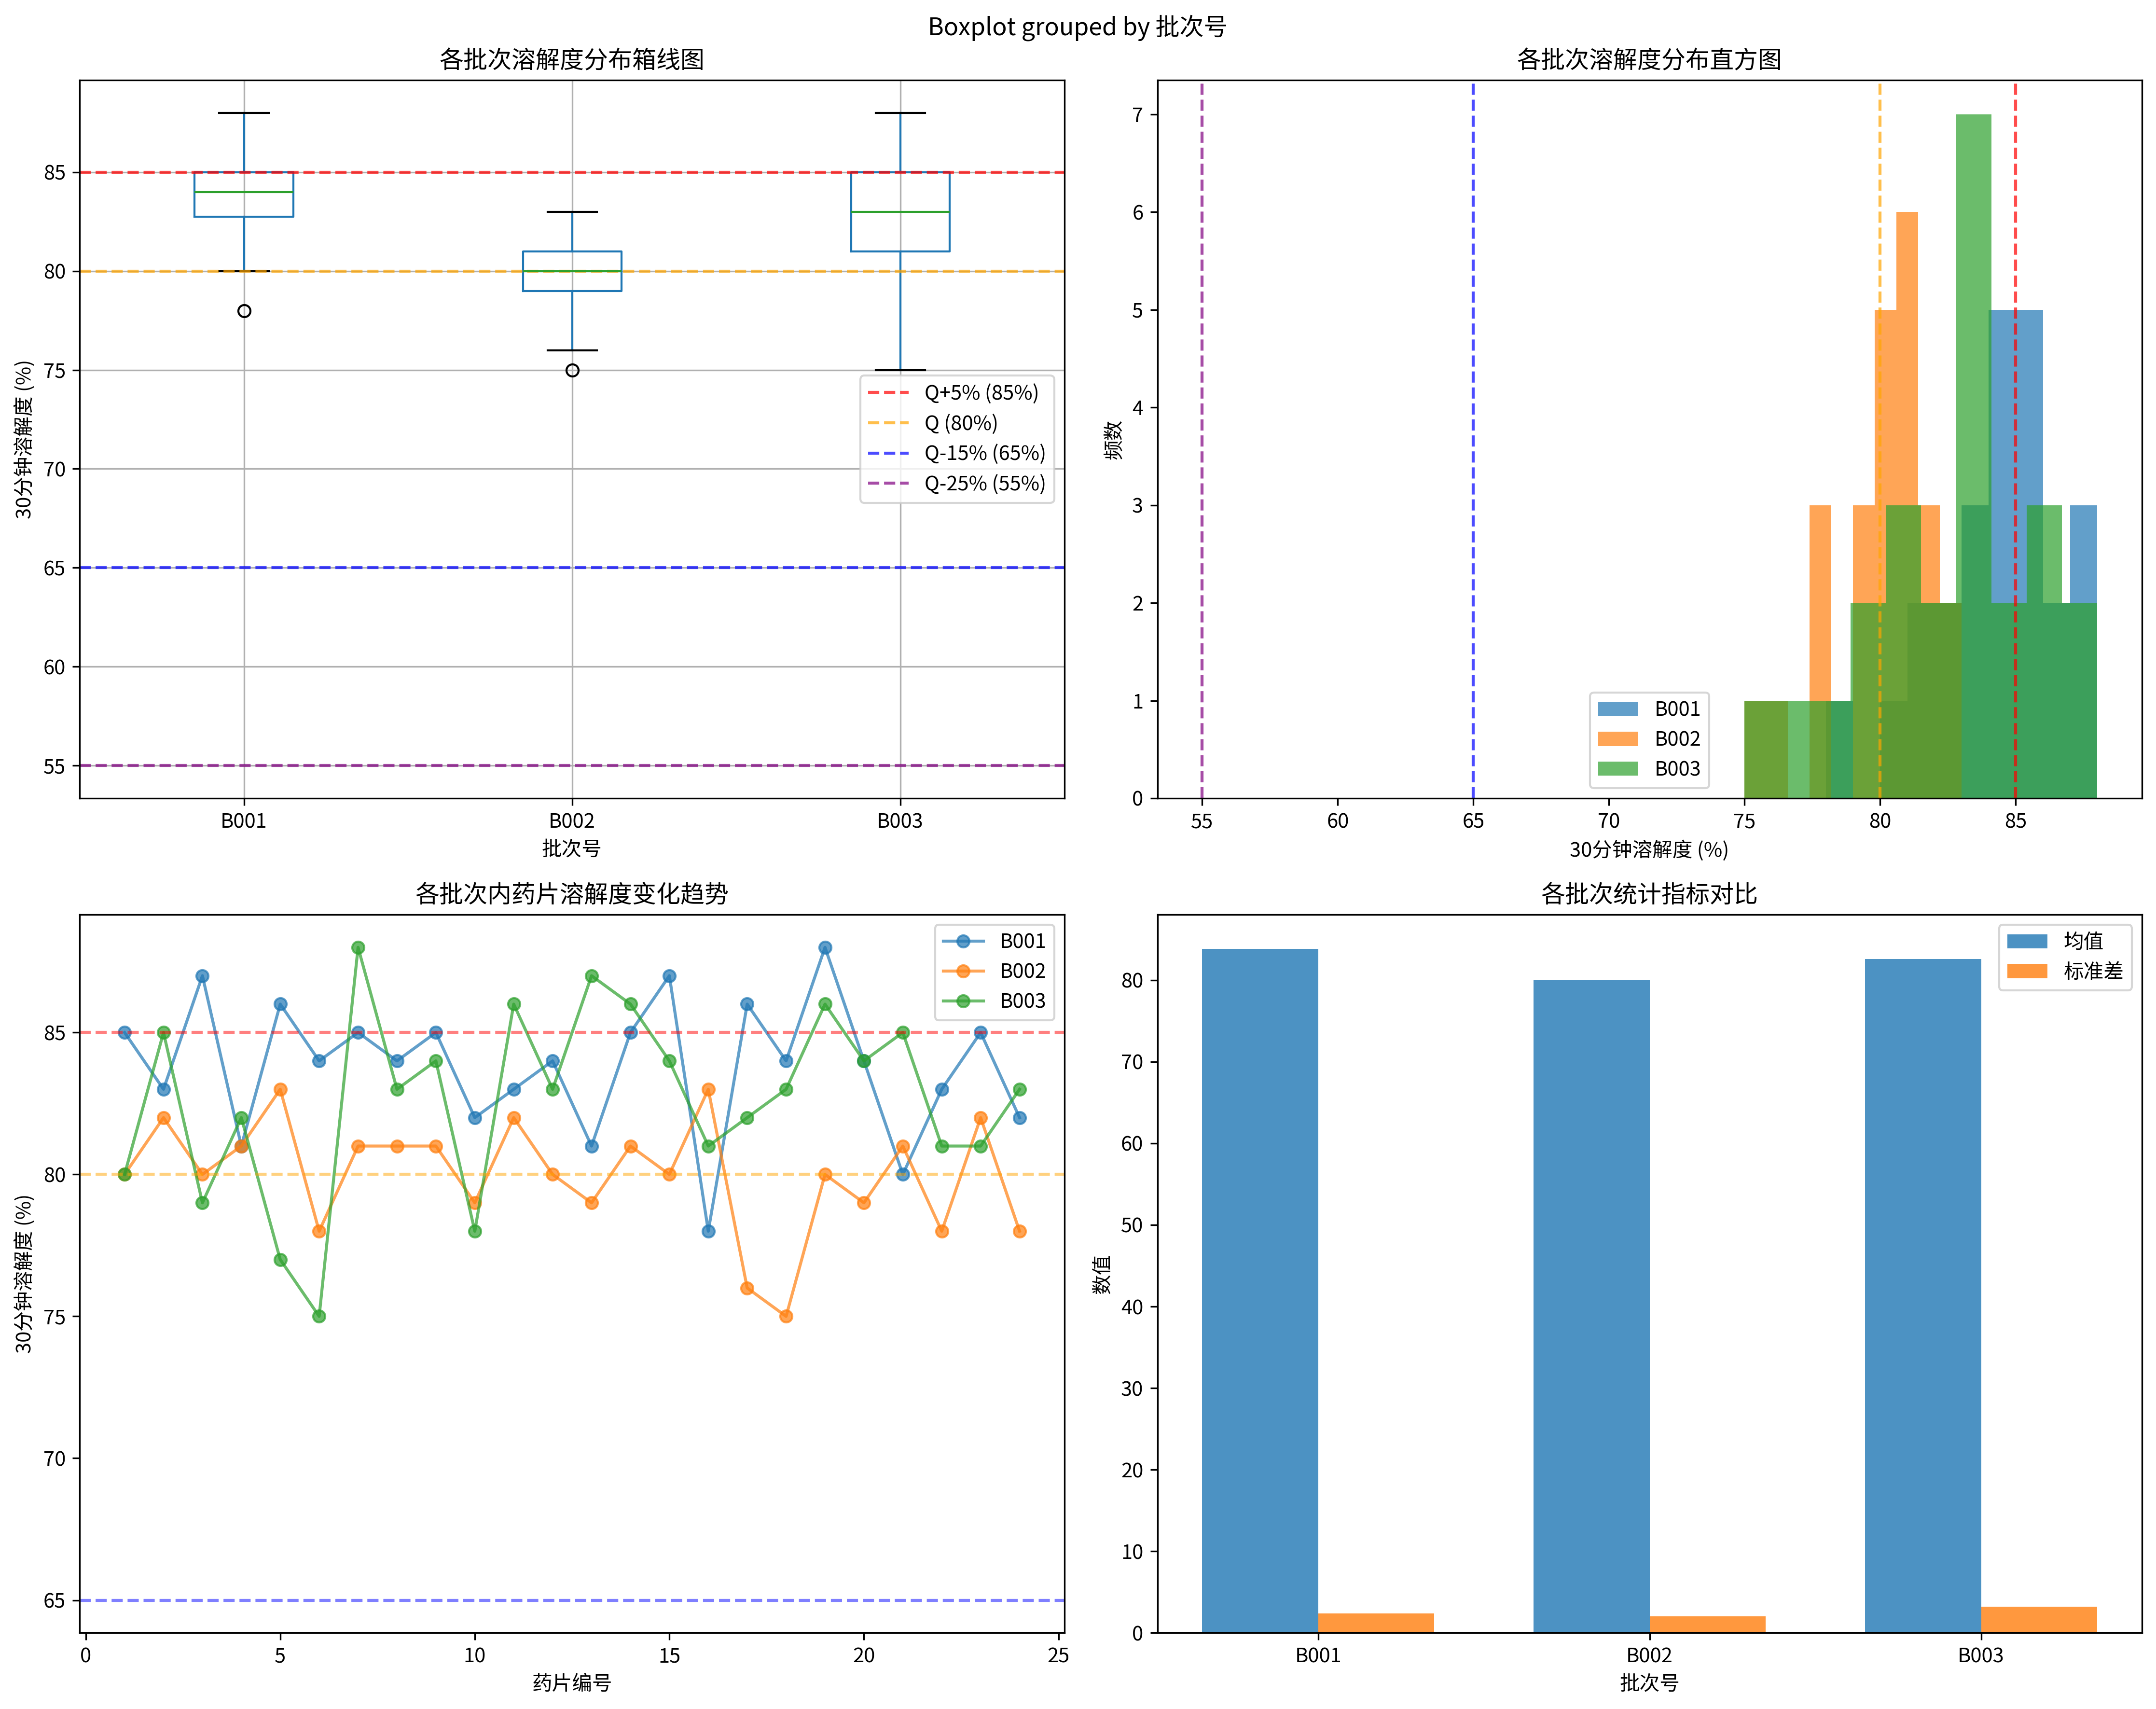 Boxplot grouped by 批次号
各批次溶解度分布箱线图
85
80
75
70
65
60
55
30分钟溶解度 (%)
Q+5% (85%)
Q (80%)
Q-15% (65%)
Q-25% (55%)
B001
B002
B003
批次号
各批次溶解度分布直方图
7
6
5
4
3
2
1
0
频数
B001
B002
B003
55
60
65
70
75
80
85
30分钟溶解度 (%)
各批次内药片溶解度变化趋势
B001
B002
B003
85
80
75
70
65
30分钟溶解度 (%)
0
5
10
15
20
25
药片编号
各批次统计指标对比
均值
标准差
80
70
60
50
40
30
20
10
0
数值
B001
B002
B003
批次号